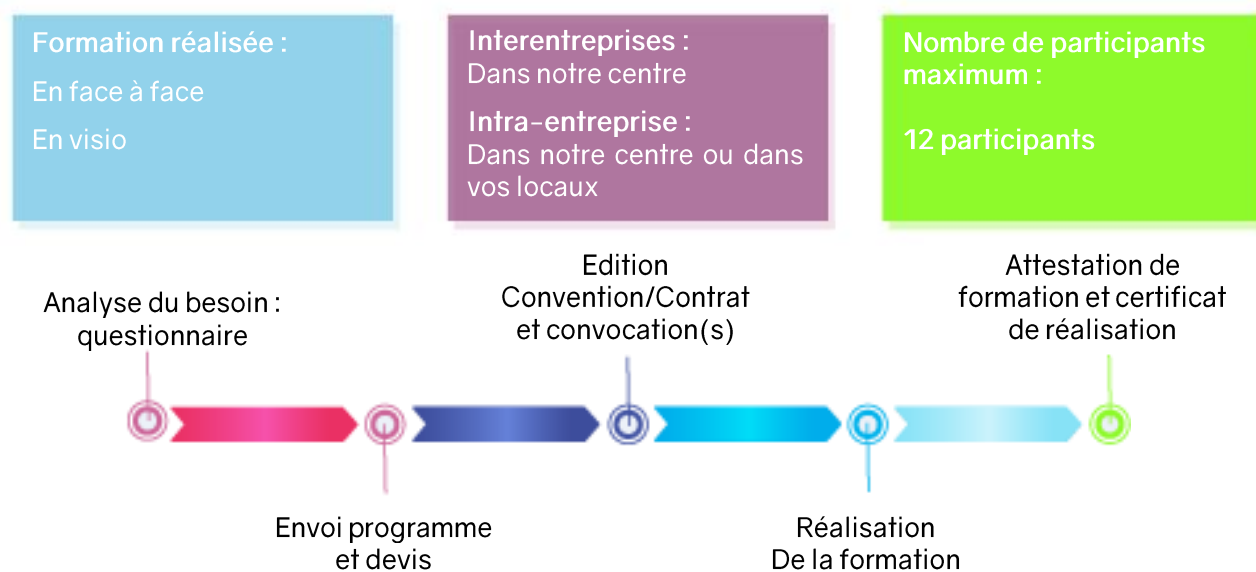 Formation réalisée :
En face à face
En visio
Interentreprises :
Dans notre centre
Intra-entreprise :
Dans notre centre ou dans
vos locaux
Nombre de participants
maximum :
12 participants
Analyse du besoin :
questionnaire
Envoi programme
et devis
Edition
Convention/Contrat
et convocation(s)
Réalisation
De la formation
Attestation de
formation et certificat
de réalisation